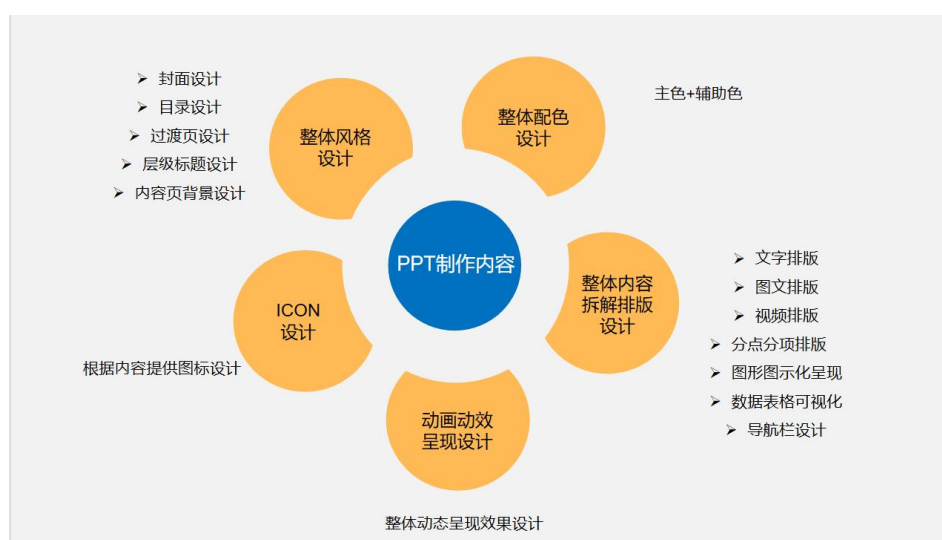 封面设计
目录设计
过渡页设计
层级标题设计
内容页背景设计
整体风格
设计
整体配色
设计
主色+辅助色
PPT制作内容
整体内容
拆解排版
设计
文字排版
图文排版
视频排版
分点分项排版
图形图示化呈现
数据表格可视化
导航栏设计
ICON
设计
根据内容提供图标设计
动画动效
呈现设计
整体动态呈现效果设计